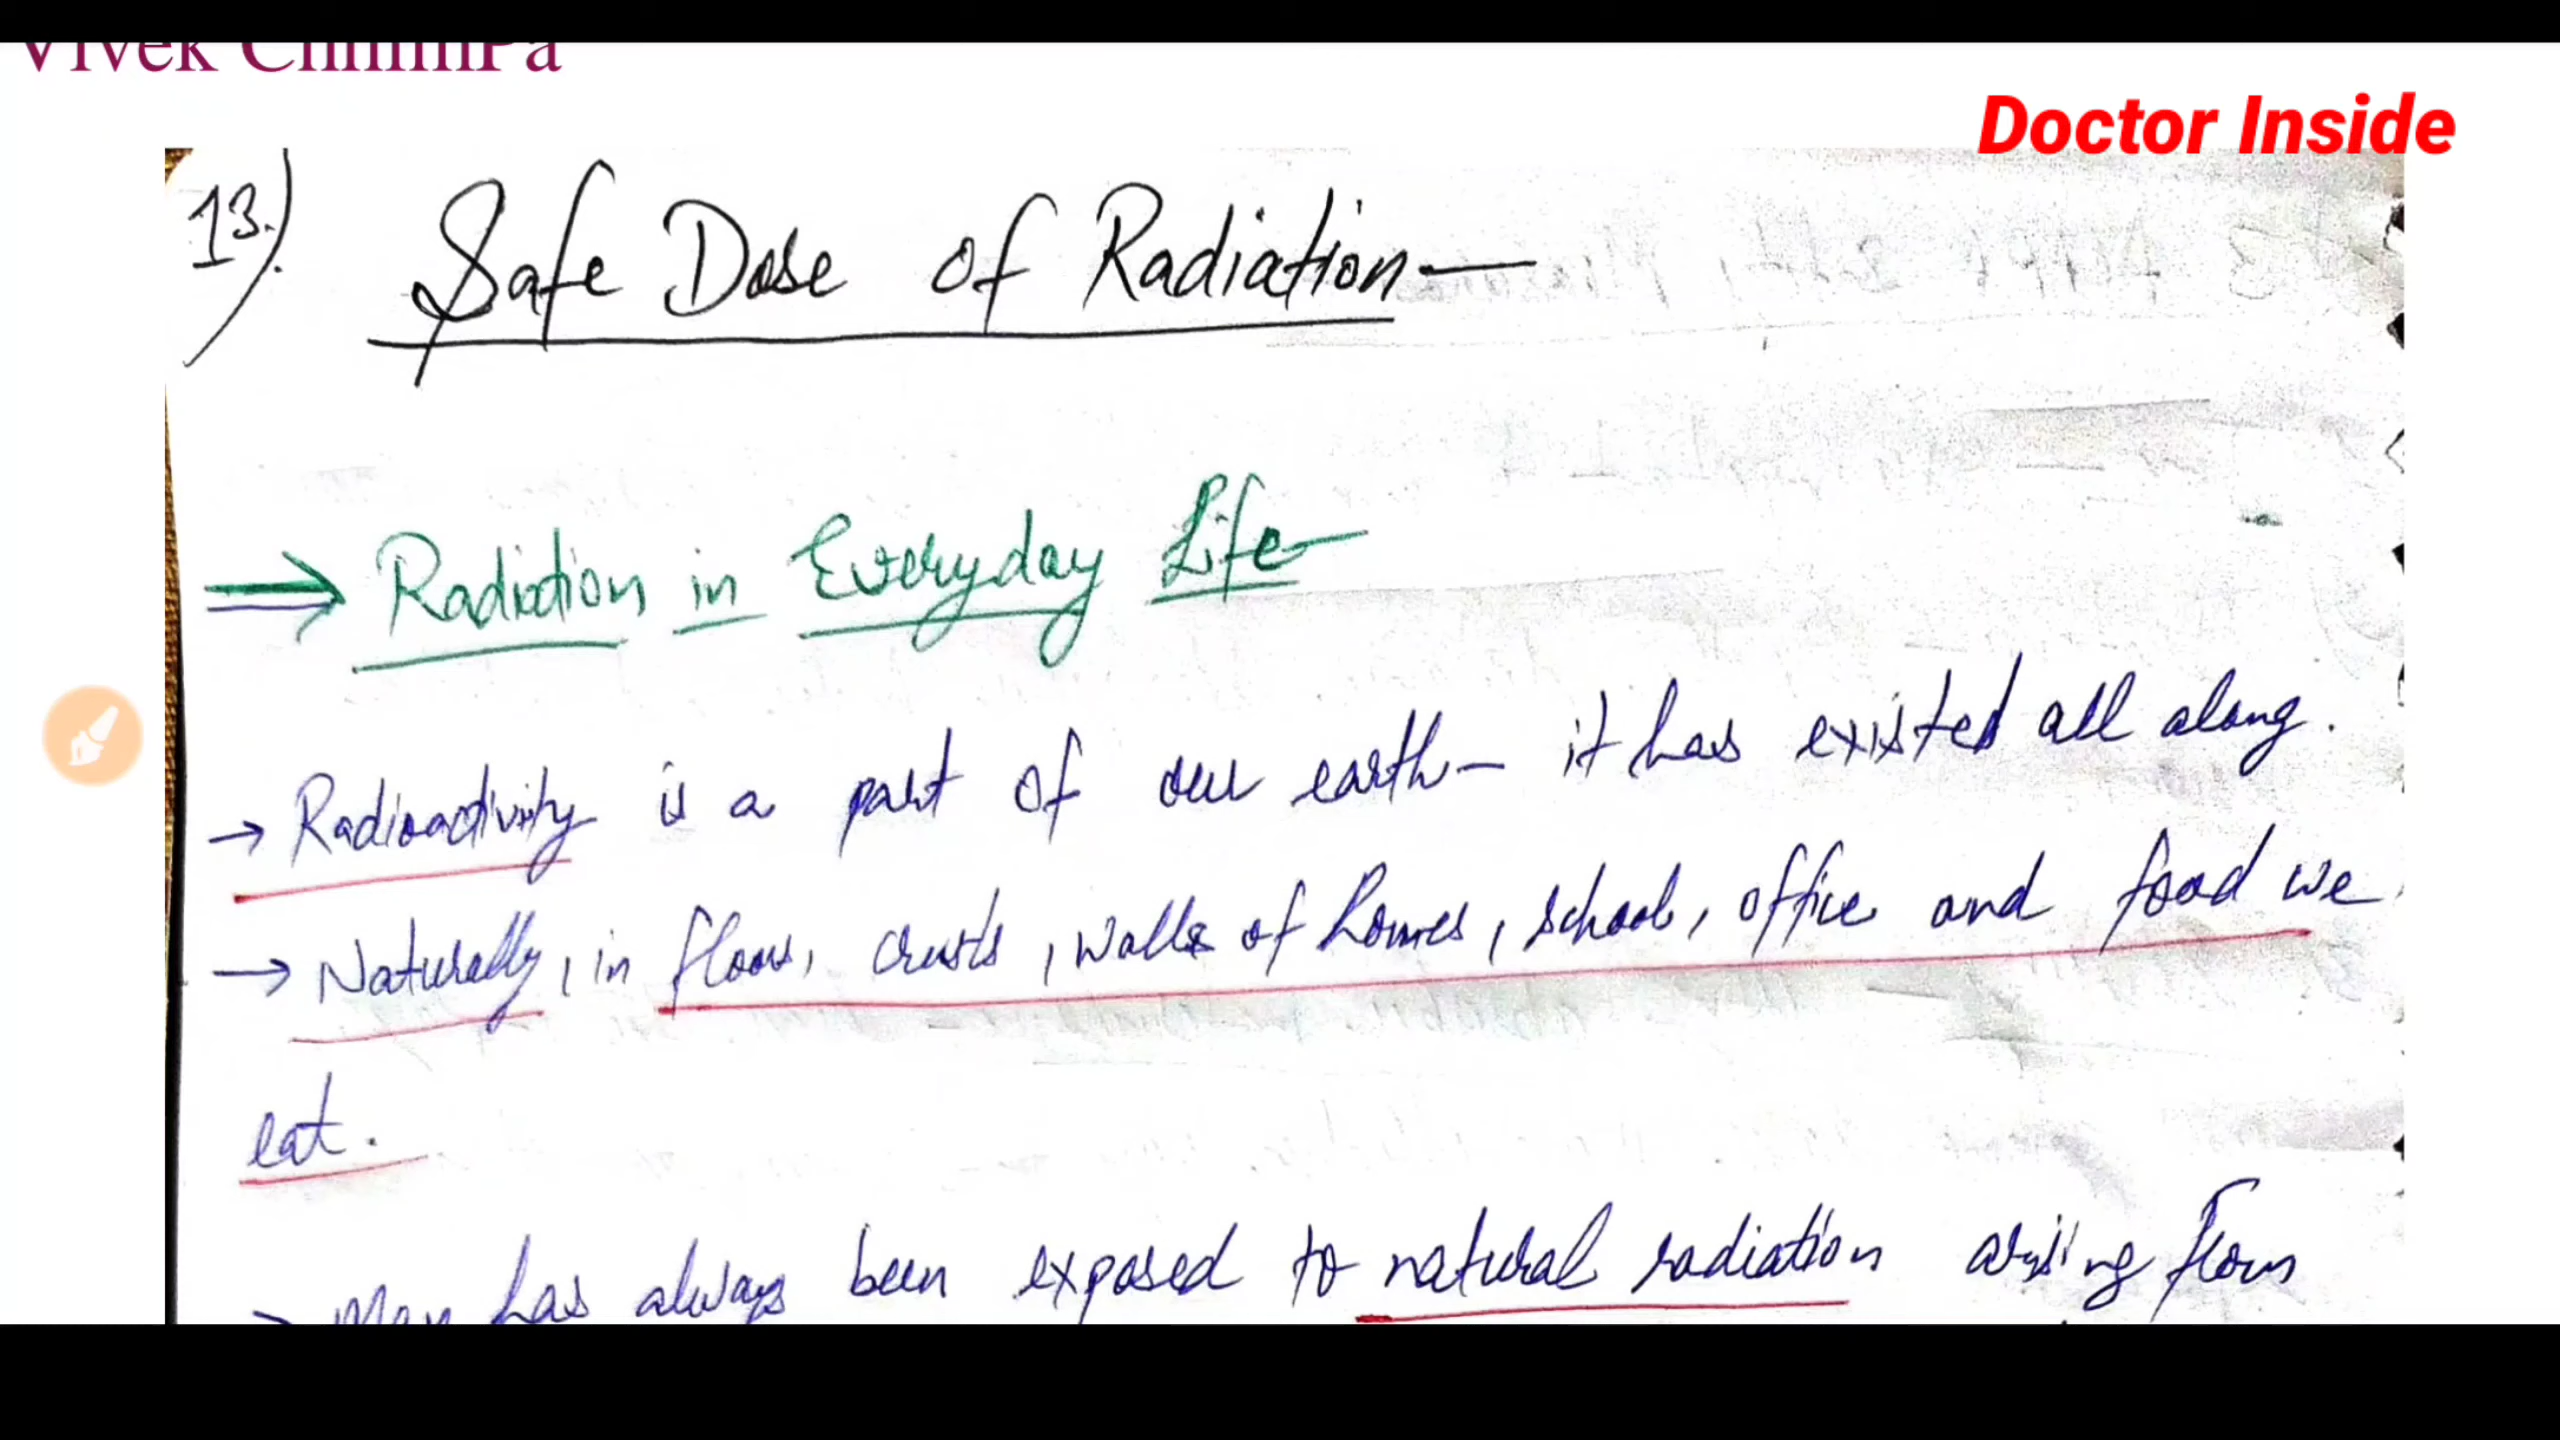 Vivek ChhimPa
Doctor Inside
13.) Safe Dose of Radiation—
⇒ Radiation in Everyday Life—
→ Radioactivity is a part of our earth— it has existed all along.
→ Naturally, in floors, crusts, walls of homes, school, office and food we
eat.
→ Man has always been exposed to natural radiation arising from